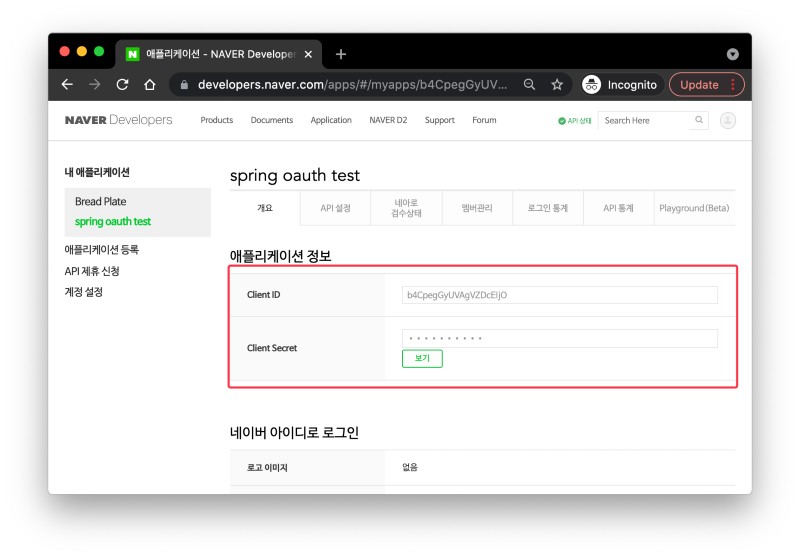 애플리케이션 - NAVER Develope
developers.naver.com/apps/#/myapps/b4CpegGyUV...
Incognito
Update
NAVER Developers
Products
Documents
Application
NAVER D2
Support
Forum
API 상태
Search Here
내 애플리케이션
Bread Plate
spring oauth test
애플리케이션 등록
API 제휴 신청
계정 설정
spring oauth test
개요
API 설정
네아로
검수상태
멤버관리
로그인 통계
API 통계
Playground (Beta)
애플리케이션 정보
Client ID
b4CpegGyUVAgVZDcEIjO
Client Secret
보기
네이버 아이디로 로그인
로고 이미지
없음